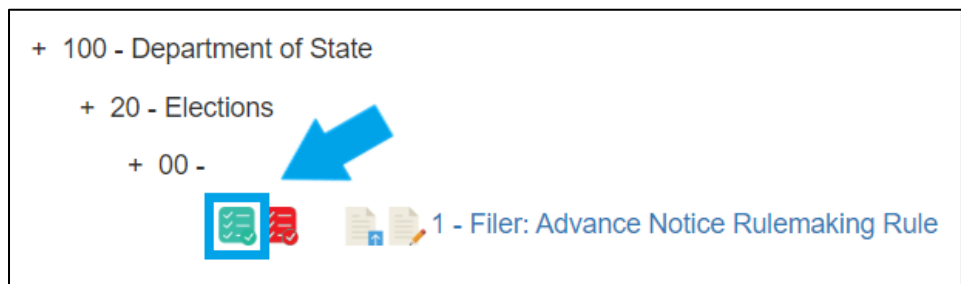 + 100 - Department of State
+ 20 - Elections
+ 00 -
1 - Filer: Advance Notice Rulemaking Rule